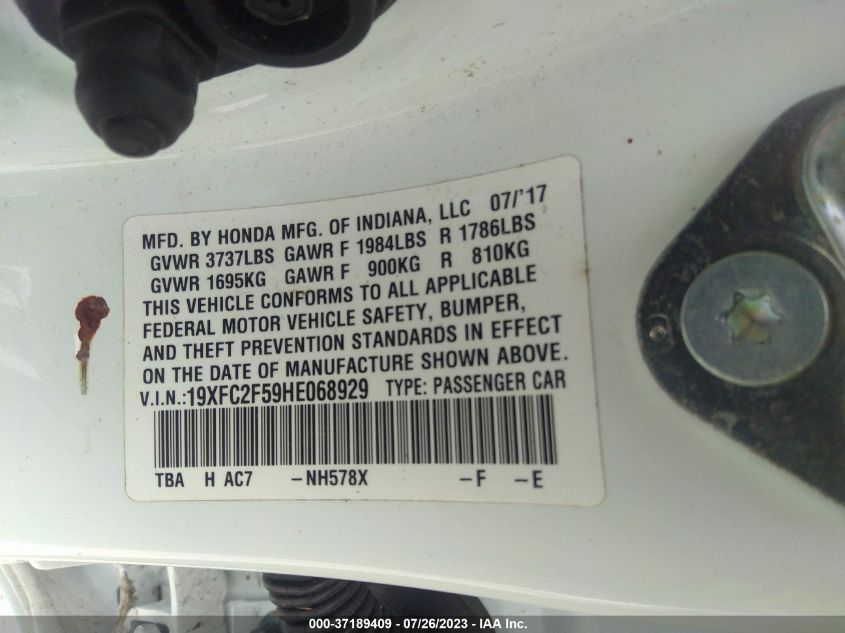 MFD. BY HONDA MFG. OF INDIANA, LLC 07/'17
GVWR 3737LBS GAWR F 1984LBS R 1786LBS
GVWR 1695KG GAWR F 900KG R 810KG
THIS VEHICLE CONFORMS TO ALL APPLICABLE
FEDERAL MOTOR VEHICLE SAFETY, BUMPER,
AND THEFT PREVENTION STANDARDS IN EFFECT
ON THE DATE OF MANUFACTURE SHOWN ABOVE.
V.I.N.:19XFC2F59HE068929 TYPE: PASSENGER CAR
TBA H AC7 -NH578X -F -E
000-37189409 - 07/26/2023 - IAA Inc.